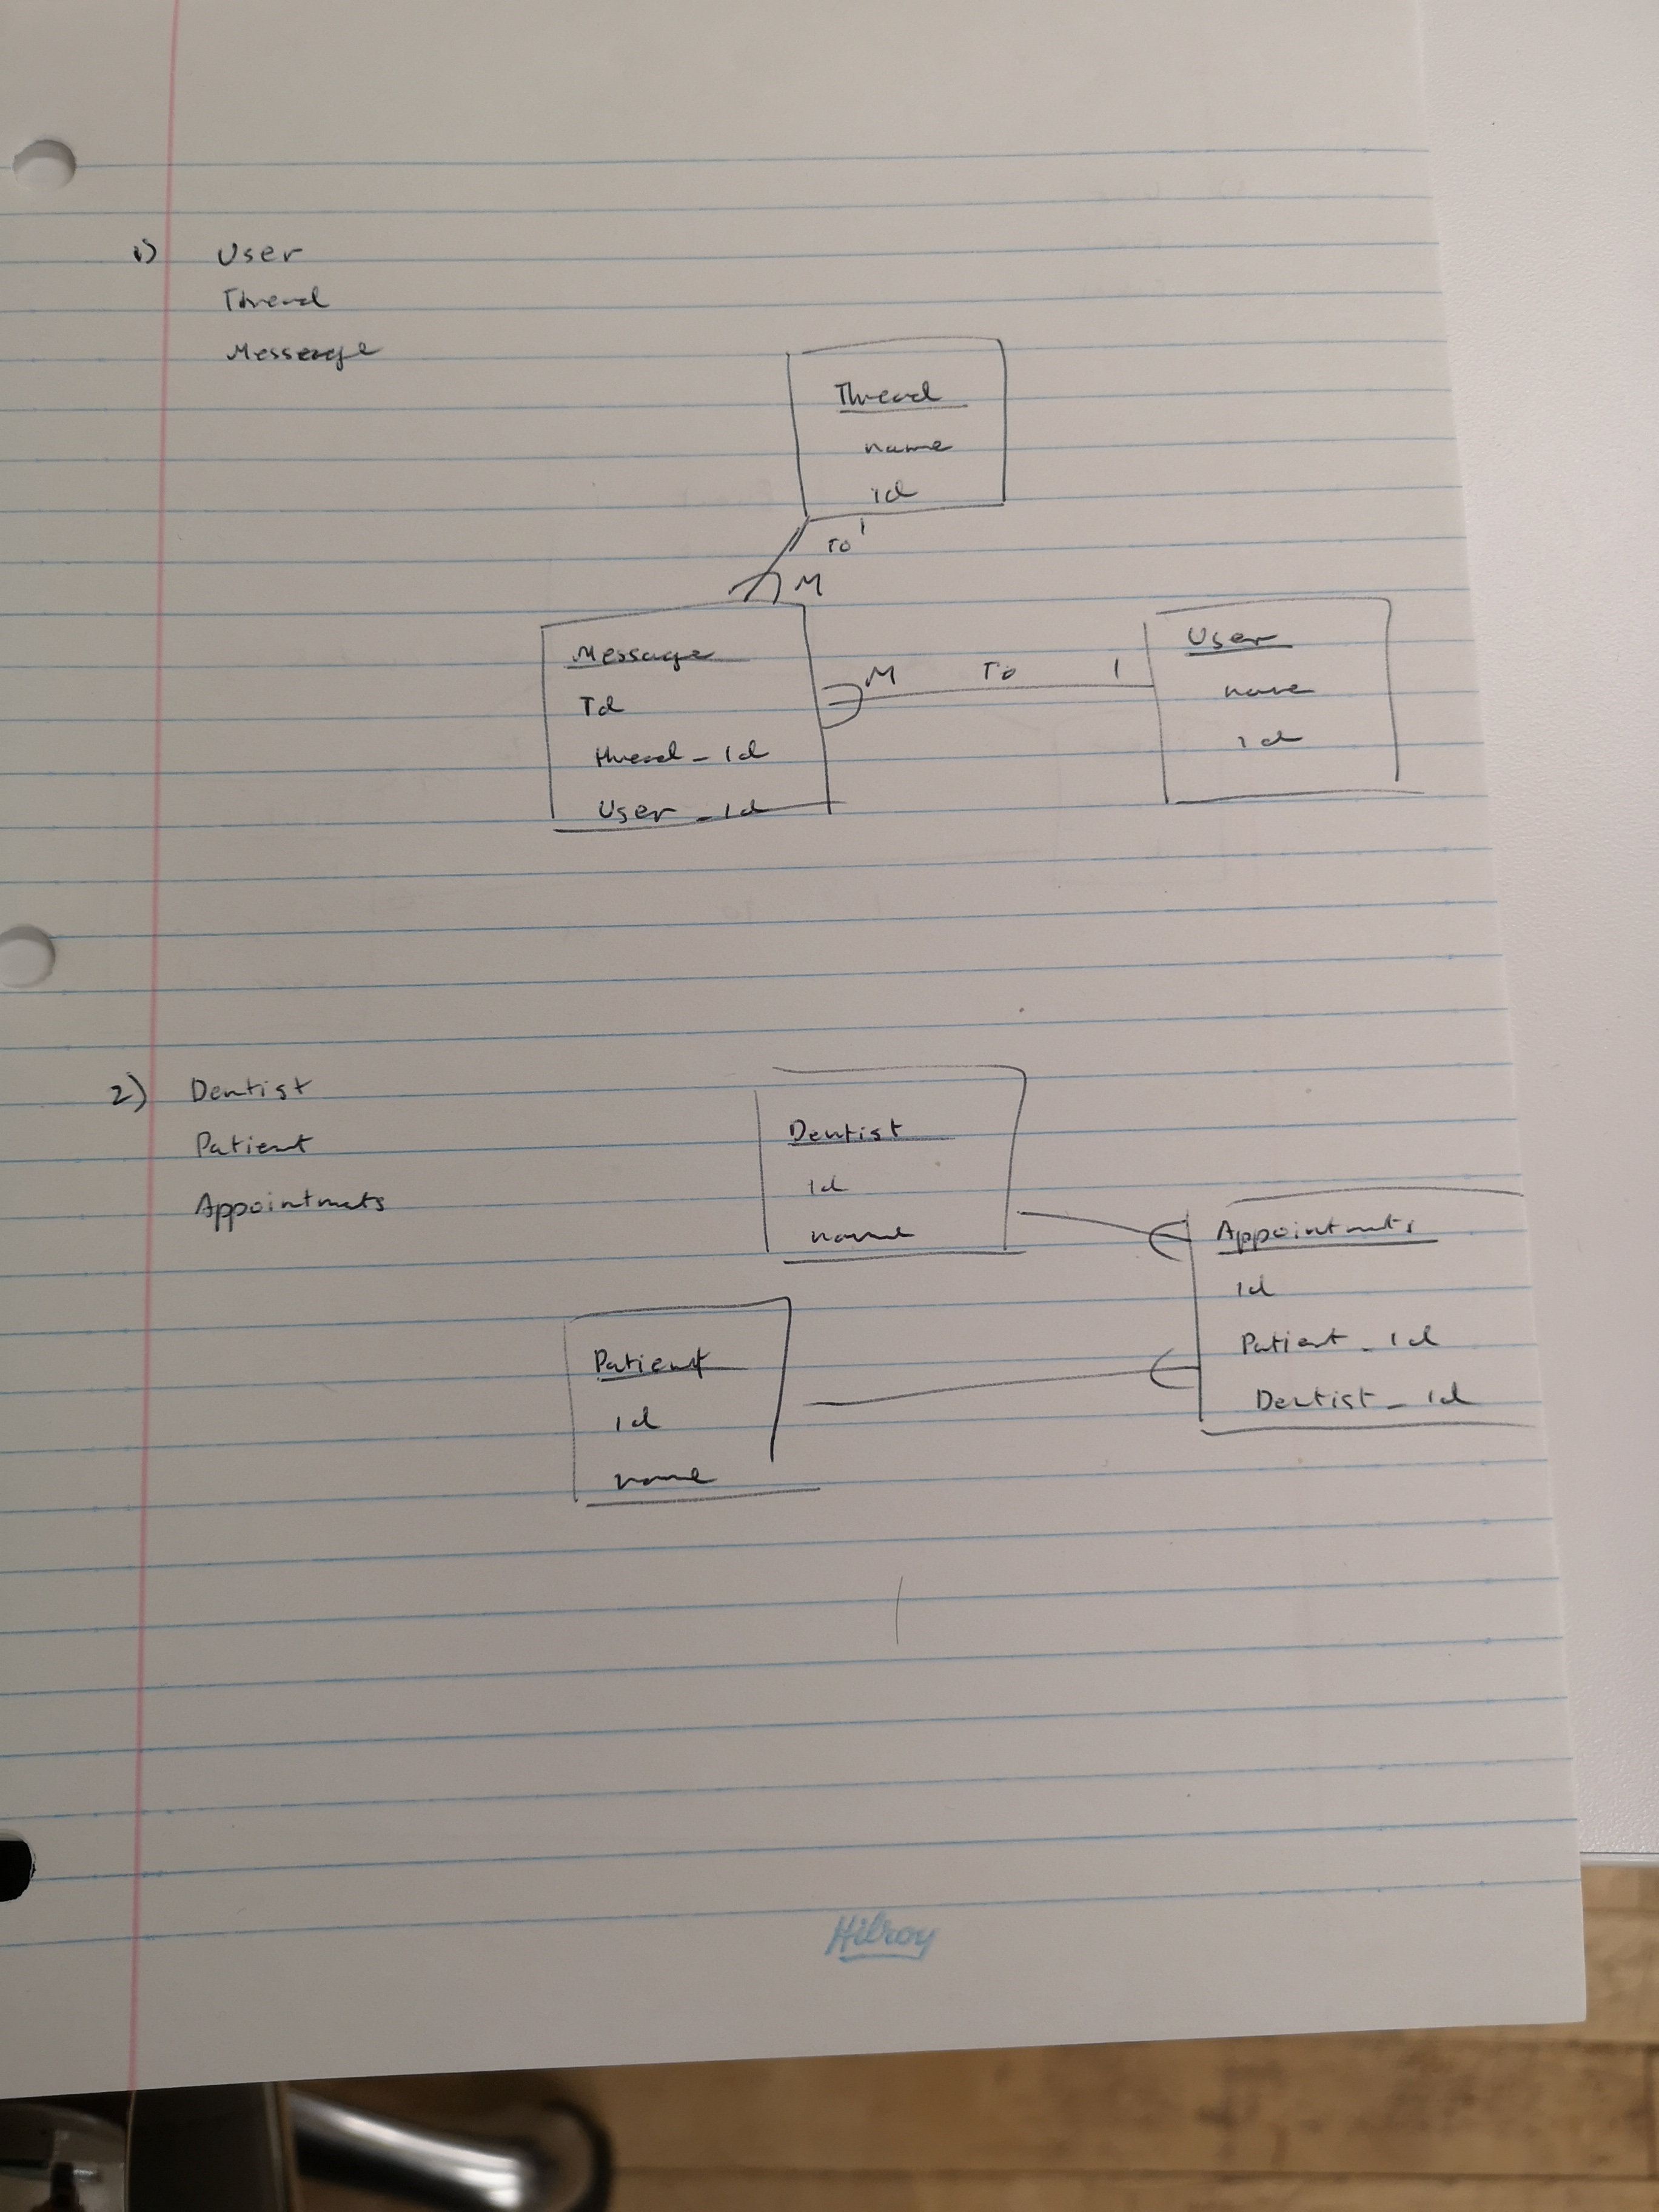 1) User
Thread
Message
Thread
name
id
To 1
M
Message
Id
thread_id
User_id
M To 1
User
name
id
2) Dentist
Patient
Appointmets
Dentist
id
name
Appointmets
id
Patient_id
Dentist_id
Patient
id
name
Hilroy